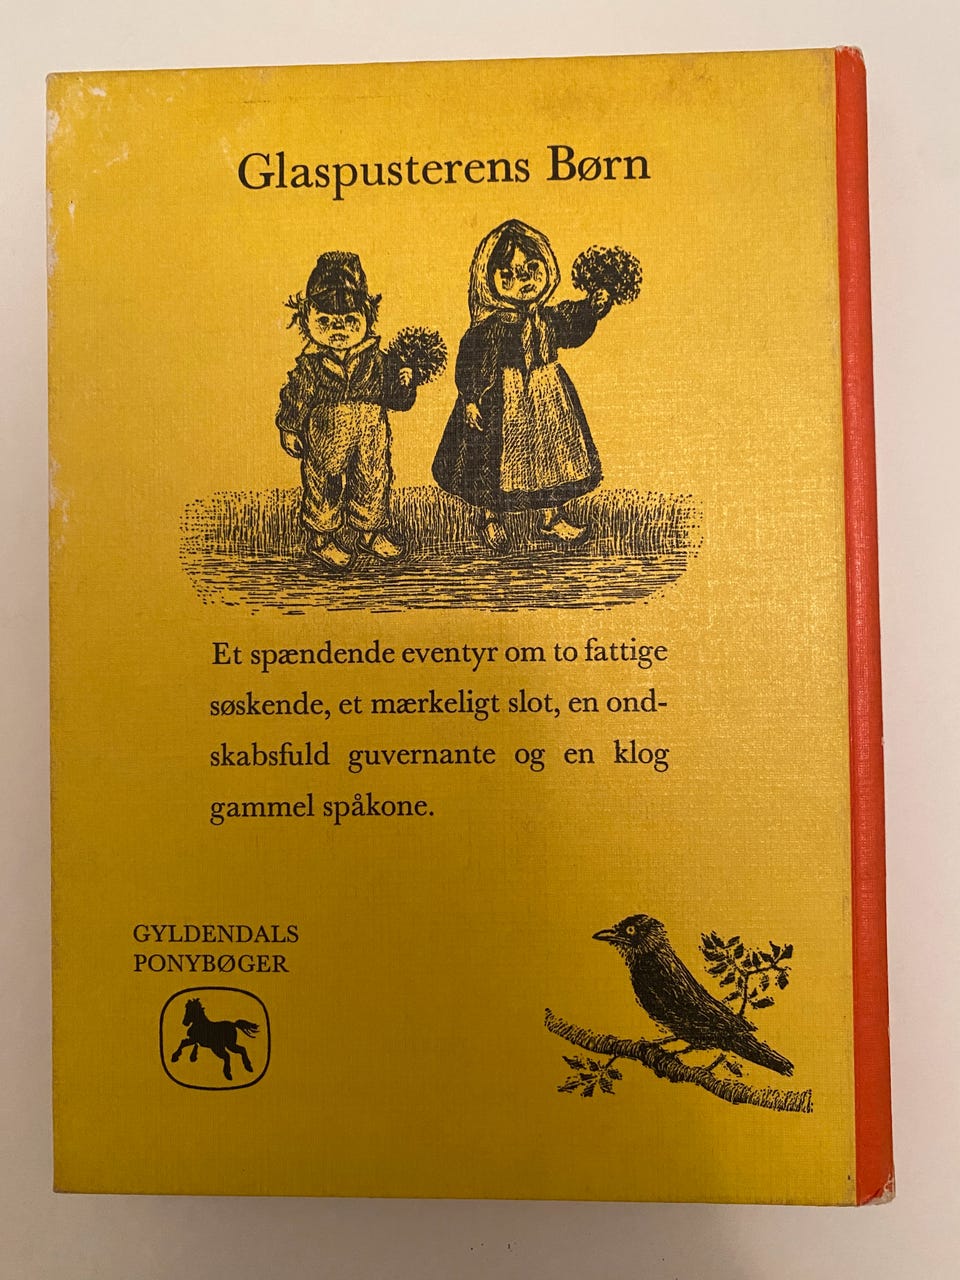 Glaspusterens Børn
Et spændende eventyr om to fattige
søskende, et mærkeligt slot, en ond-
skabsfuld guvernante og en klog
gammel spåkone.
GYLDENDALS
PONYBØGER